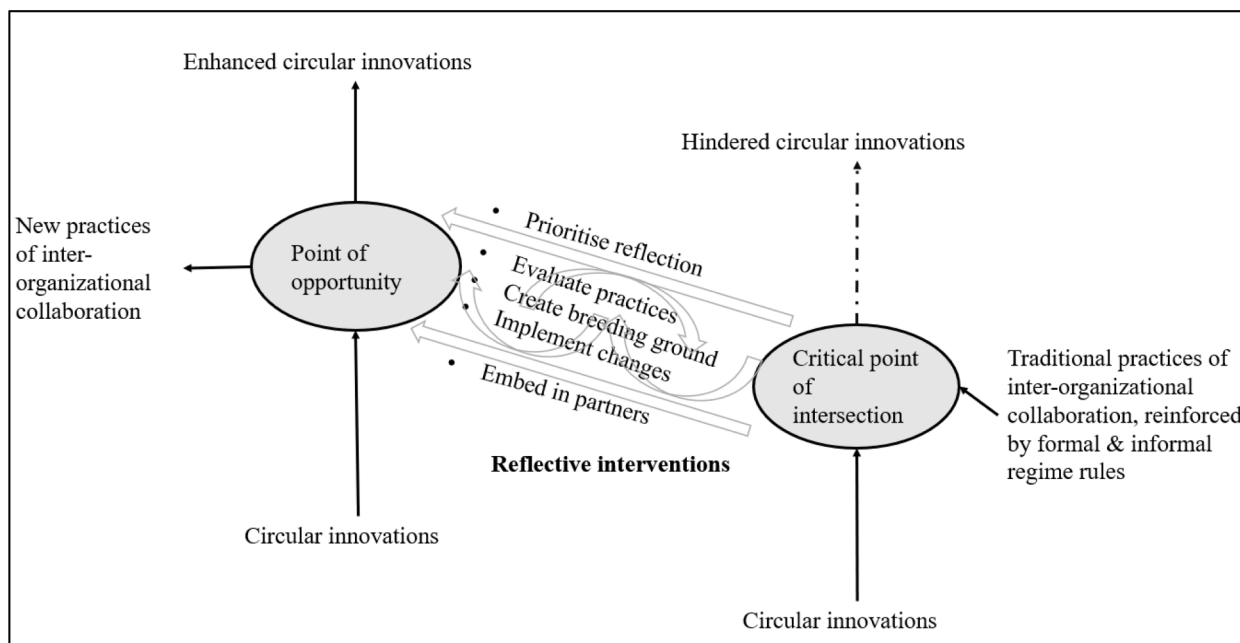 Enhanced circular innovations
Hindered circular innovations
New practices
of inter-
organizational
collaboration
Point of
opportunity
• Prioritise reflection
• Evaluate practices
• Create breeding ground
• Implement changes
• Embed in partners
Critical point
of
intersection
Traditional practices of
inter-organizational
collaboration, reinforced
by formal & informal
regime rules
Reflective interventions
Circular innovations
Circular innovations